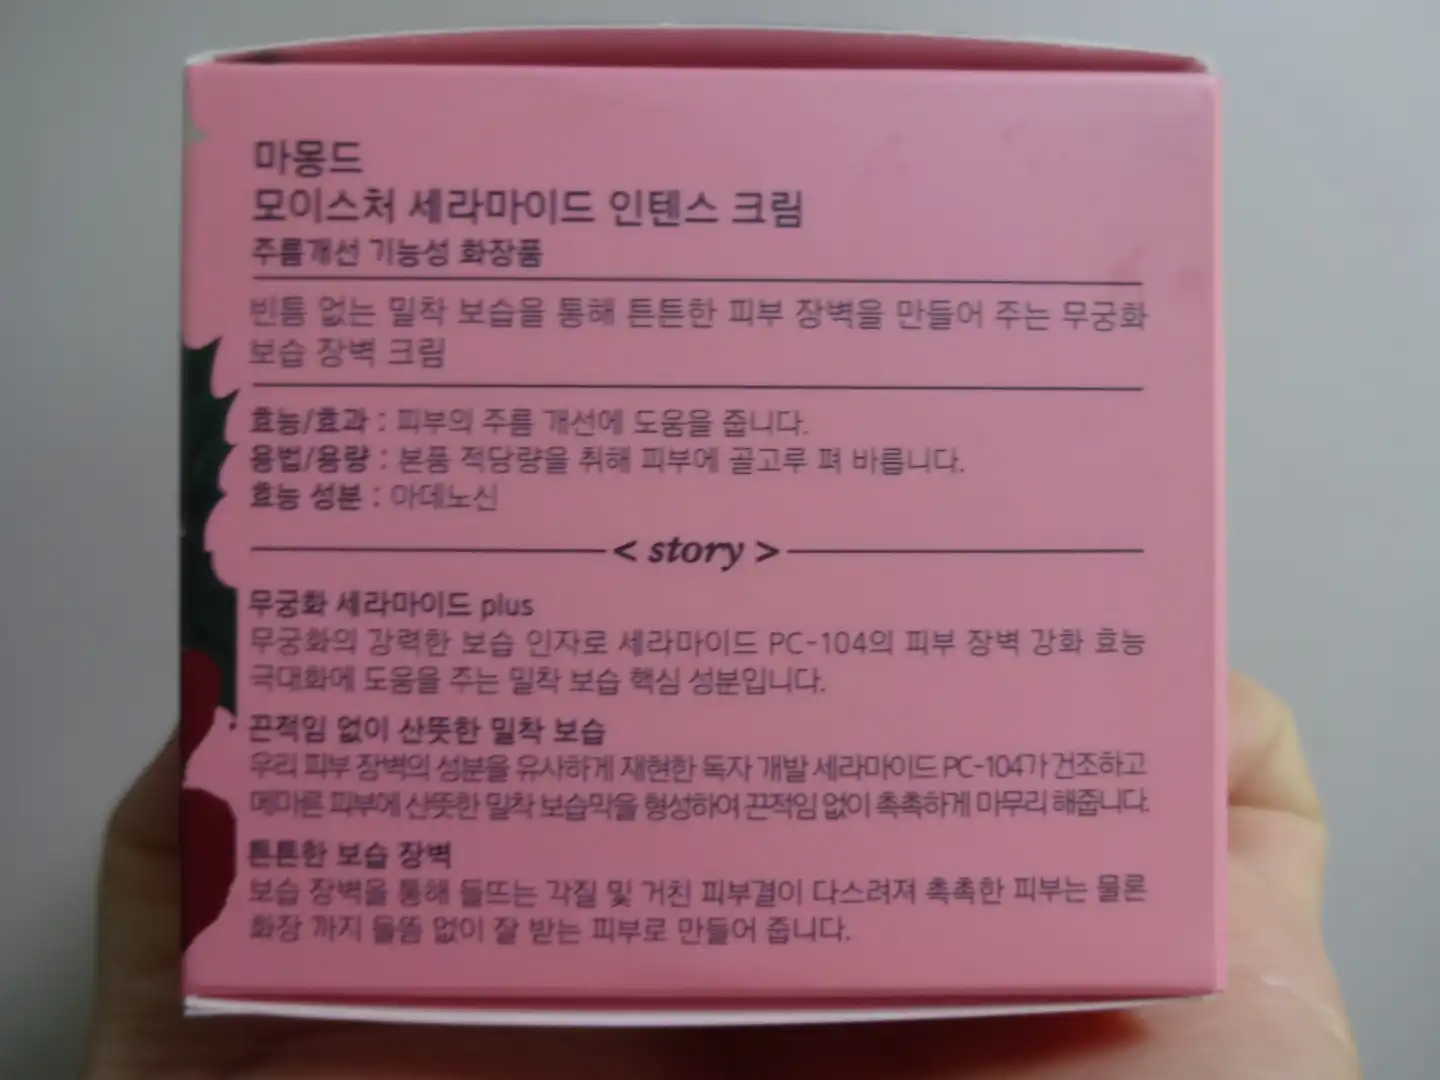 마몽드
모이스처 세라마이드 인텐스 크림
주름개선 기능성 화장품
빈틈 없는 밀착 보습을 통해 튼튼한 피부 장벽을 만들어 주는 무궁화
보습 장벽 크림
효능/효과 : 피부의 주름 개선에 도움을 줍니다.
용법/용량 : 본품 적당량을 취해 피부에 골고루 펴 바릅니다.
효능 성분 : 아데노신
< story >
무궁화 세라마이드 plus
무궁화의 강력한 보습 인자로 세라마이드 PC-104의 피부 장벽 강화 효능
극대화에 도움을 주는 밀착 보습 핵심 성분입니다.
끈적임 없이 산뜻한 밀착 보습
우리 피부 장벽의 성분을 유사하게 재현한 독자 개발 세라마이드 PC-104가 건조하고
메마른 피부에 산뜻한 밀착 보습막을 형성하여 끈적임 없이 촉촉하게 마무리 해줍니다.
튼튼한 보습 장벽
보습 장벽을 통해 들뜨는 각질 및 거친 피부결이 다스려져 촉촉한 피부는 물론
화장 까지 들뜸 없이 잘 받는 피부로 만들어 줍니다.